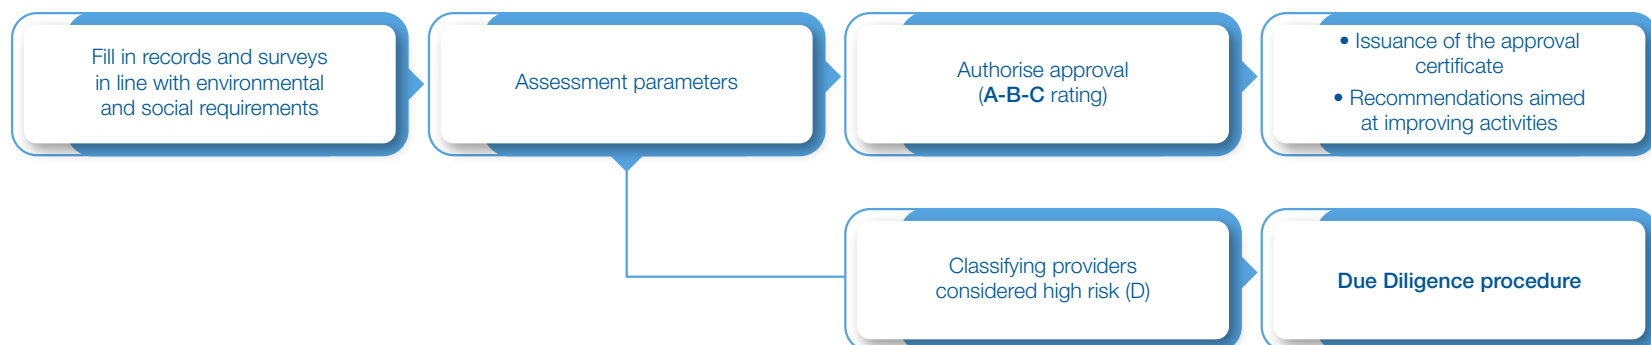 Fill in records and surveys
in line with environmental
and social requirements
Assessment parameters
Authorise approval
(A-B-C rating)
• Issuance of the approval
certificate
• Recommendations aimed
at improving activities
Classifying providers
considered high risk (D)
Due Diligence procedure